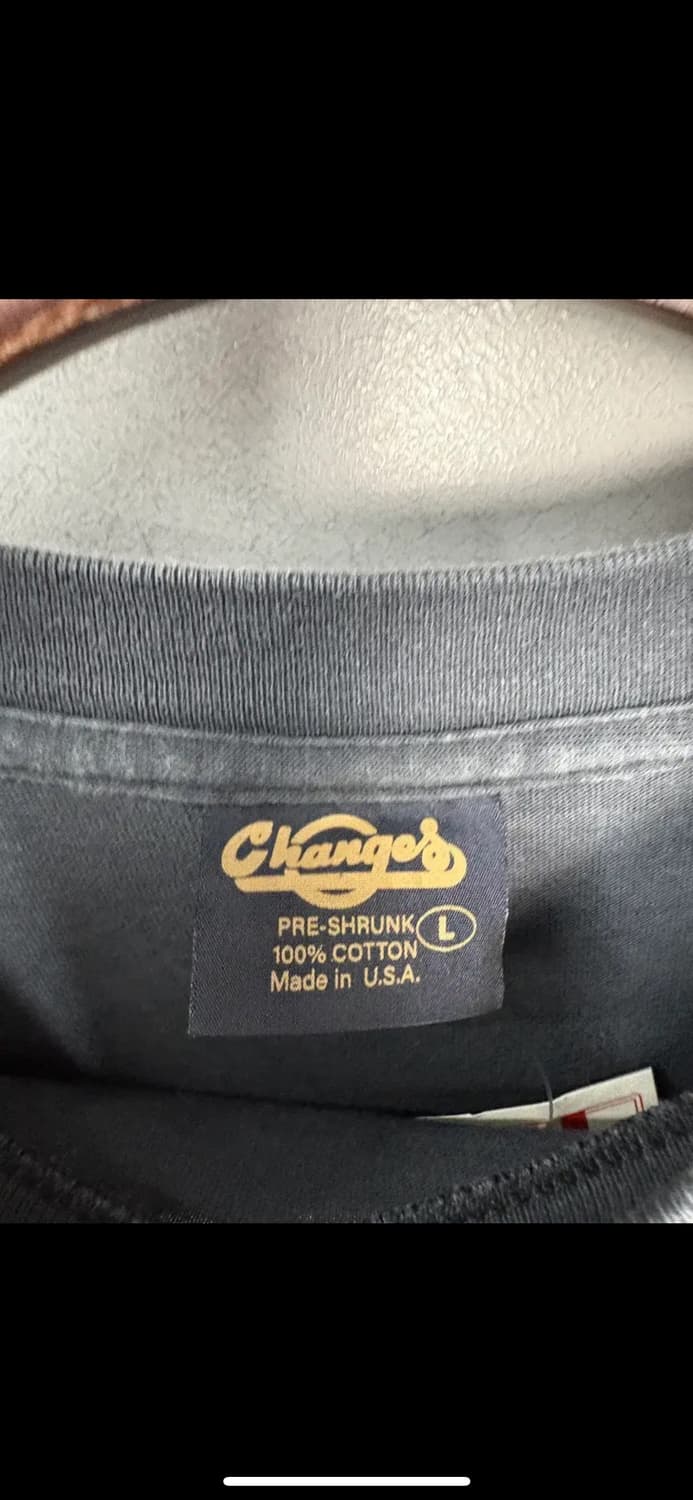 Changes
PRE-SHRUNK L
100% COTTON
Made in U.S.A.